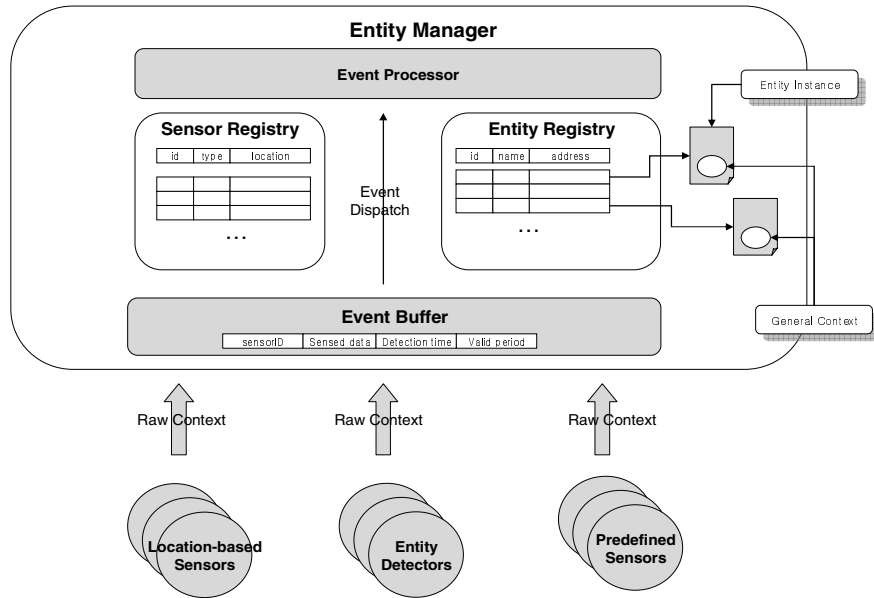 Entity Manager
Event Processor
Entity Instance
Sensor Registry
id type location
...
Event
Dispatch
Entity Registry
id name address
...
General Context
Event Buffer
sensorID Sensed data Detection time Valid period
Raw Context
Raw Context
Raw Context
Location-based
Sensors
Entity
Detectors
Predefined
Sensors